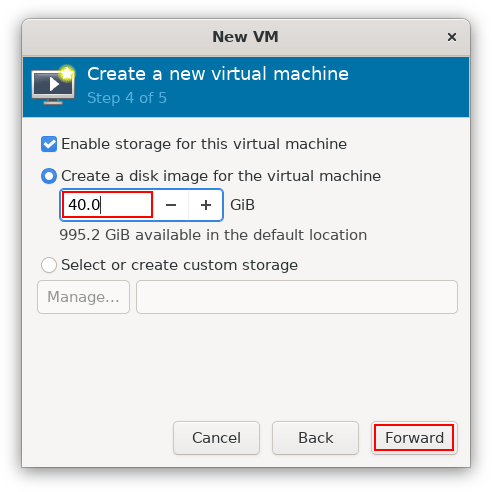 New VM ×
Create a new virtual machine
Step 4 of 5
Enable storage for this virtual machine
Create a disk image for the virtual machine
40.0 − + GiB
995.2 GiB available in the default location
Select or create custom storage
Manage...
Cancel Back Forward